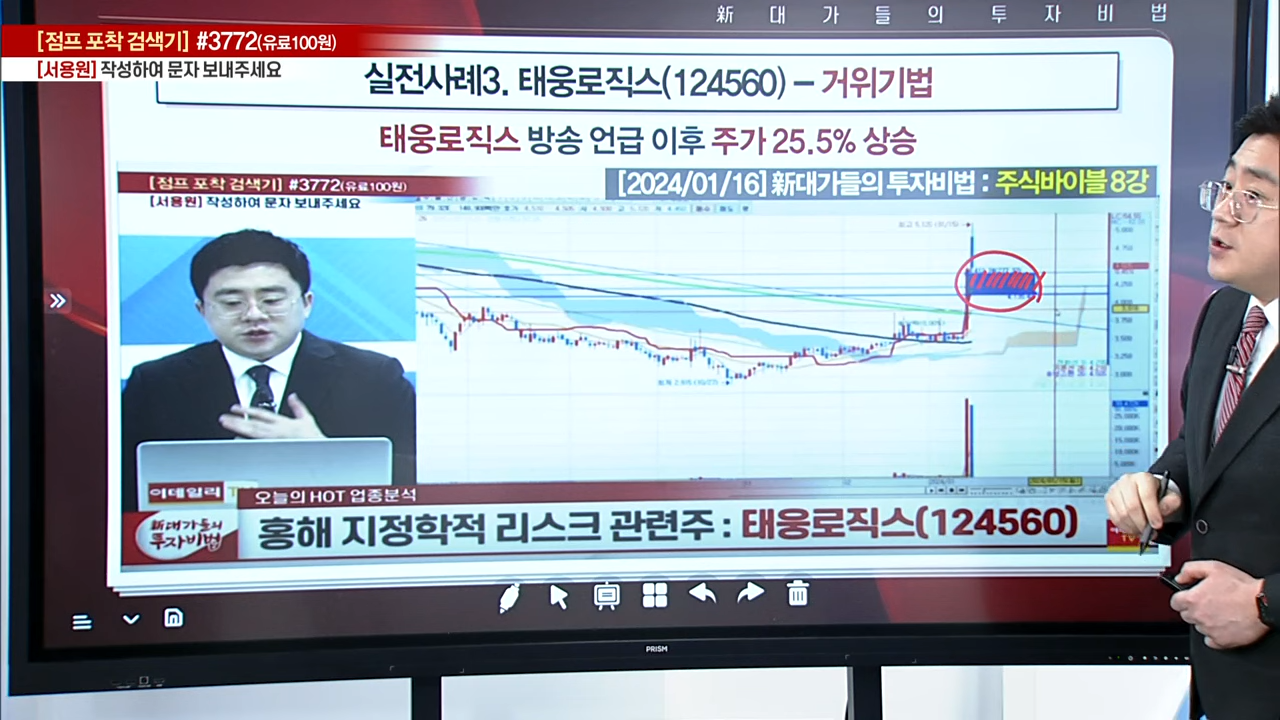 新대가들의 투자비법
[점프 포착 검색기] #3772(유료100원)
[서용원] 작성하여 문자 보내주세요
실전사례3. 태웅로직스(124560) – 거위기법
태웅로직스 방송 언급 이후 주가 25.5% 상승
[점프 포착 검색기] #3772(유료100원)
[서용원] 작성하여 문자 보내주세요
[2024/01/16] 新대가들의 투자비법 : 주식바이블 8강
이데일리 T
오늘의 HOT 업종분석
新대가들의 투자비법
홍해 지정학적 리스크 관련주 : 태웅로직스(124560)
PRISM